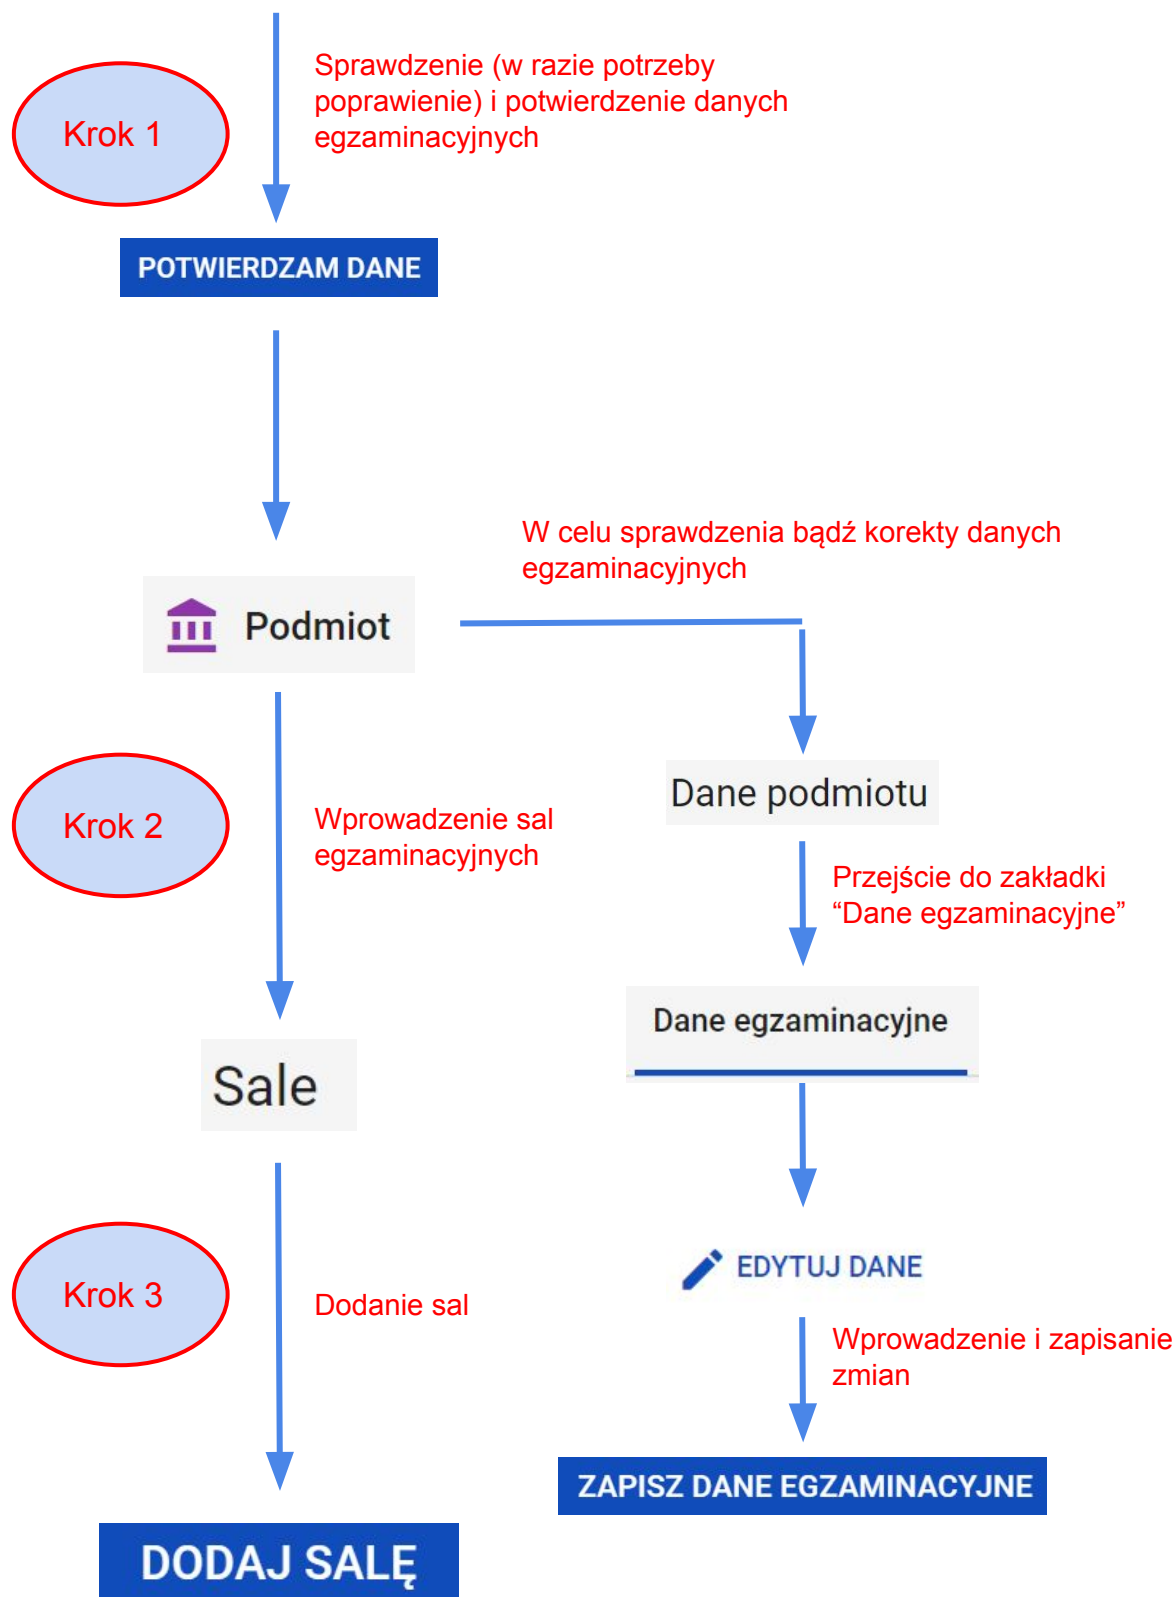 Krok 1
Sprawdzenie (w razie potrzeby
poprawienie) i potwierdzenie danych
egzaminacyjnych
POTWIERDZAM DANE
W celu sprawdzenia bądź korekty danych
egzaminacyjnych
Podmiot
Krok 2
Wprowadzenie sal
egzaminacyjnych
Dane podmiotu
Przejście do zakładki
“Dane egzaminacyjne”
Dane egzaminacyjne
Sale
Krok 3
Dodanie sal
EDYTUJ DANE
Wprowadzenie i zapisanie
zmian
ZAPISZ DANE EGZAMINACYJNE
DODAJ SALĘ